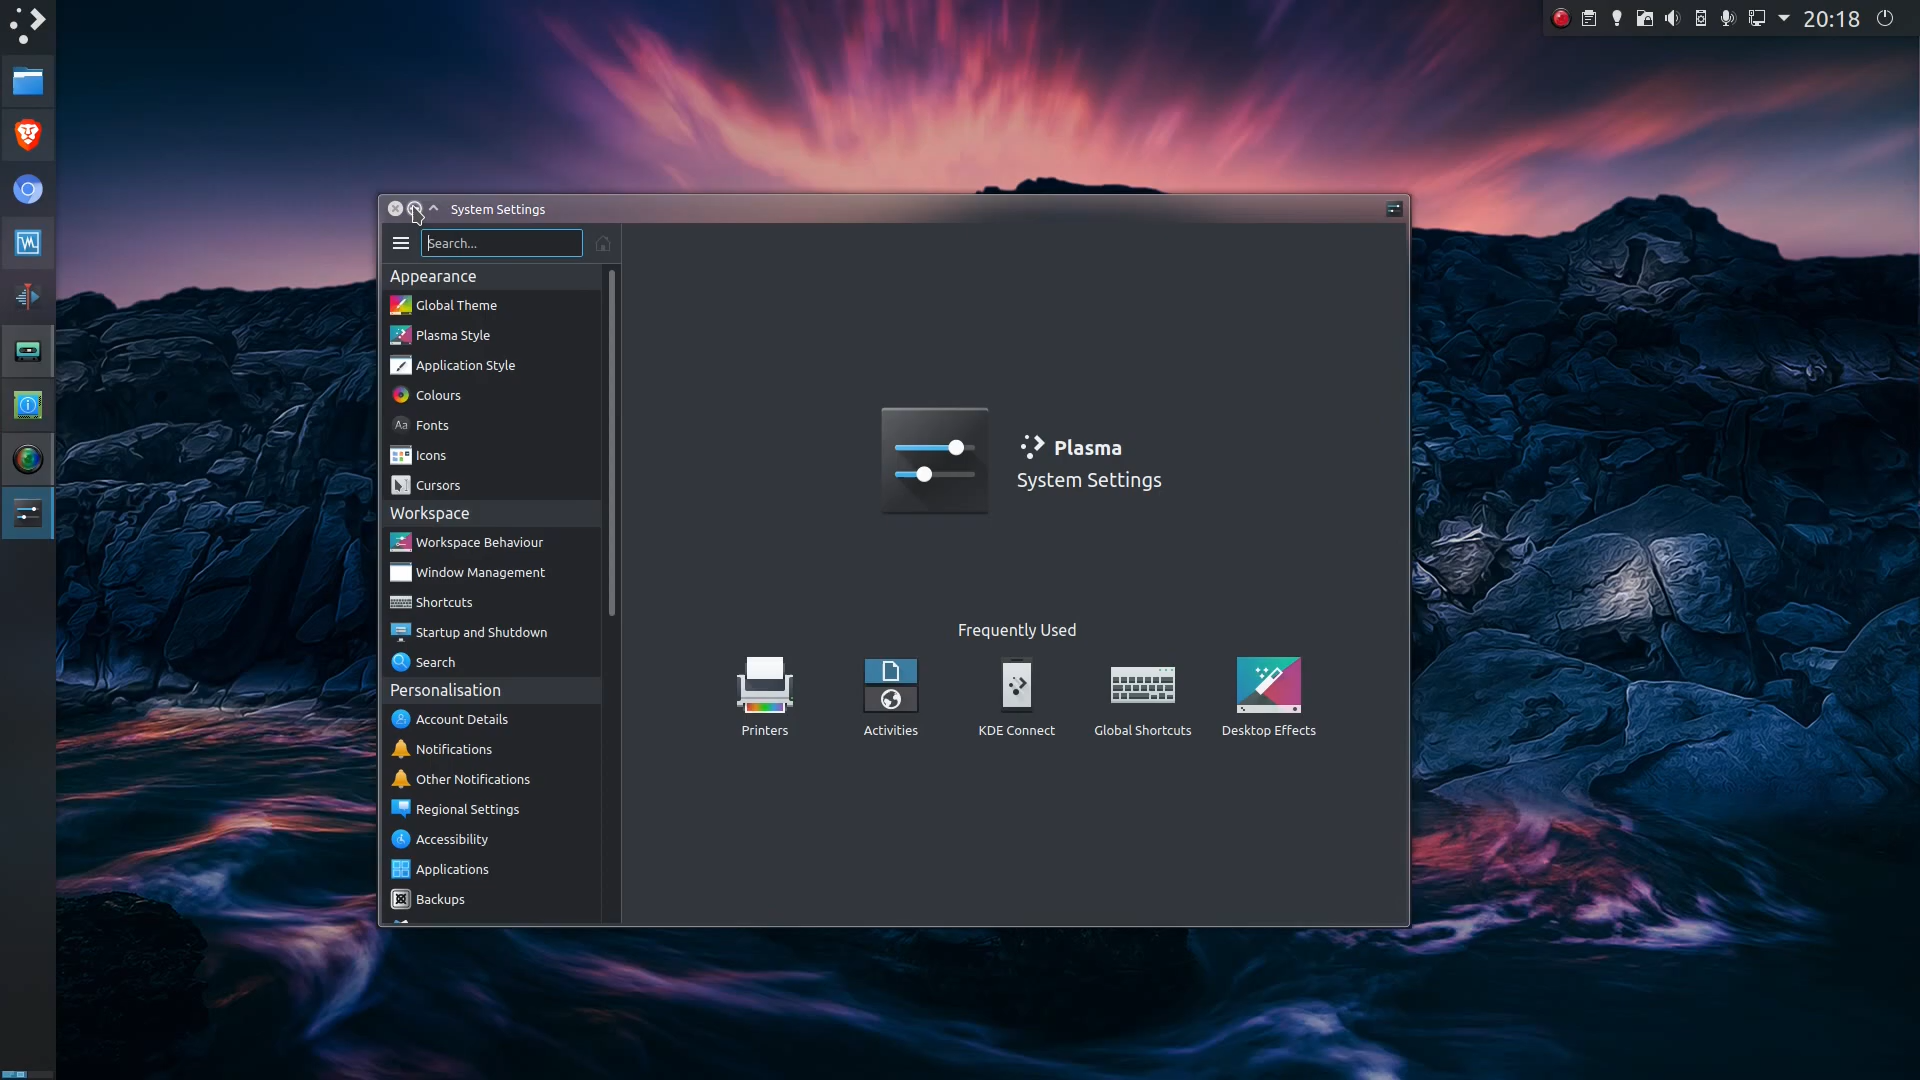 20:18
System Settings
Search...
Appearance
Global Theme
Plasma Style
Application Style
Colours
Aa Fonts
Icons
Cursors
Workspace
Workspace Behaviour
Window Management
Shortcuts
Startup and Shutdown
Search
Personalisation
Account Details
Notifications
Other Notifications
Regional Settings
Accessibility
Applications
Backups
Plasma
System Settings
Frequently Used
Printers
Activities
KDE Connect
Global Shortcuts
Desktop Effects